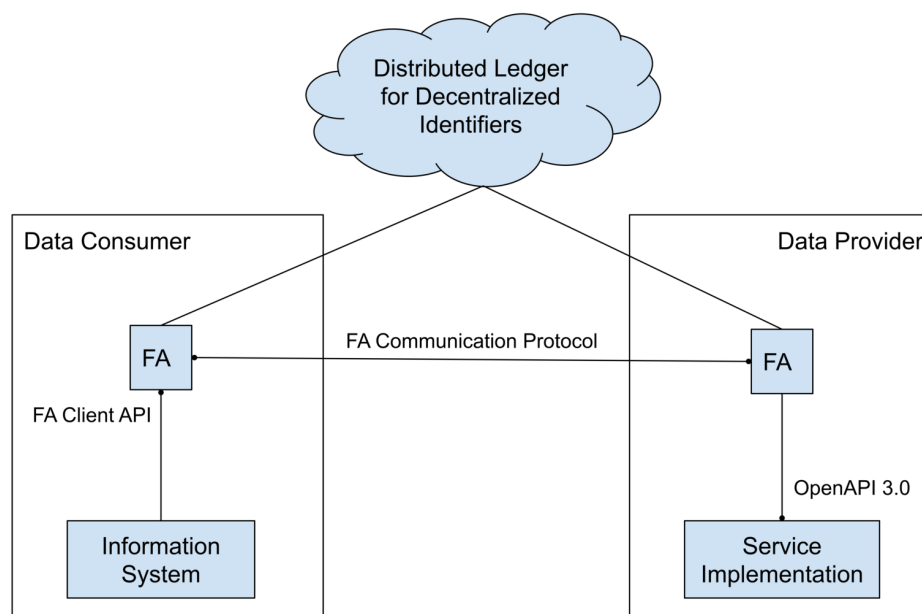 Distributed Ledger
for Decentralized
Identifiers
Data Consumer
Data Provider
FA Communication Protocol
FA
FA
FA Client API
OpenAPI 3.0
Information
System
Service
Implementation